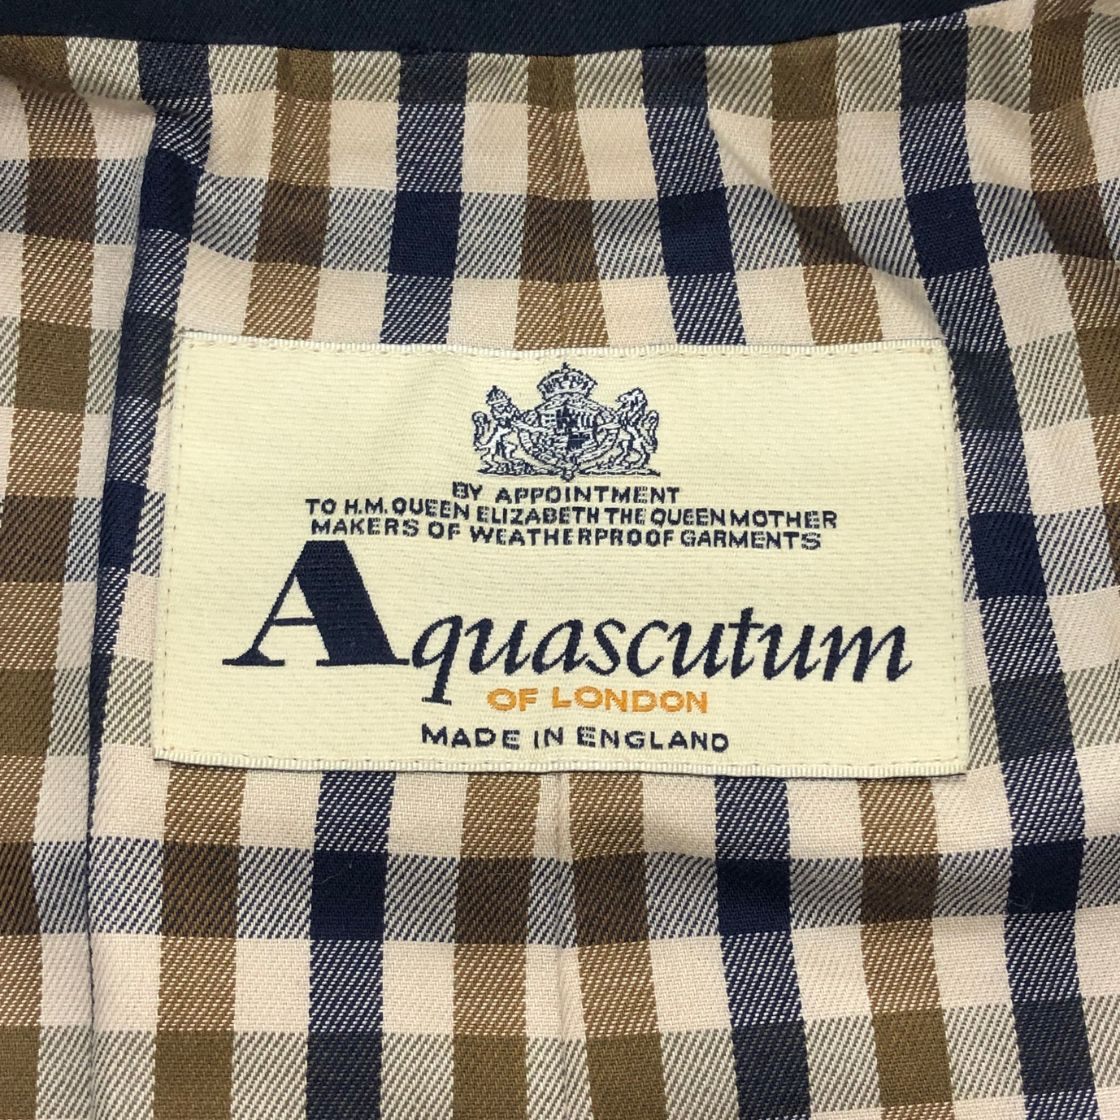 BY APPOINTMENT
TO H.M. QUEEN ELIZABETH THE QUEEN MOTHER
MAKERS OF WEATHERPROOF GARMENTS
Aquascutum
OF LONDON
MADE IN ENGLAND